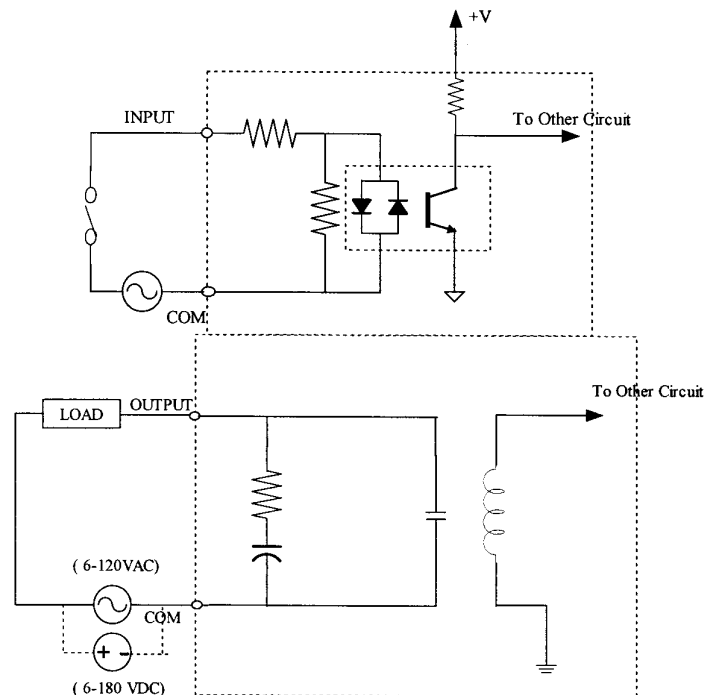 +V
INPUT
To Other Circuit
COM
To Other Circuit
LOAD
OUTPUT
( 6-120VAC)
COM
+ -
( 6-180 VDC)